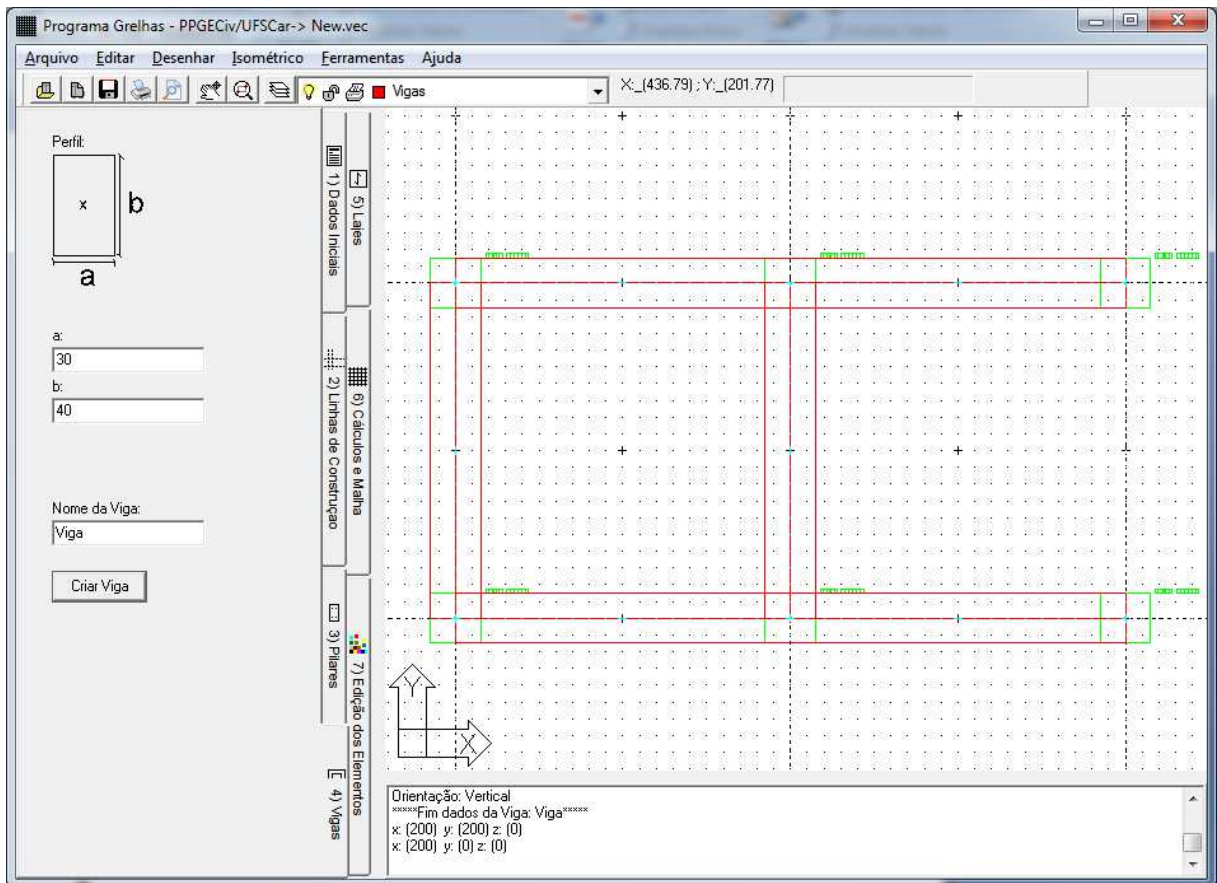 Programa Grelhas - PPGECiv/UFSCar-> New.vec
Arquivo Editar Desenhar Isométrico Ferramentas Ajuda
Vigas
X:_(436.79) ; Y:_(201.77)
Perfil:
x
b
a
a:
30
b:
40
Nome da Viga:
Viga
Criar Viga
1) Dados Iniciais
2) Linhas de Construçao
3) Pilares
4) Vigas
5) Lajes
6) Cálculos e Malha
7) Edição dos Elementos
Y
X
Orientação: Vertical
*****Fim dados da Viga: Viga*****
x: (200) y: (200) z: (0)
x: (200) y: (0) z: (0)